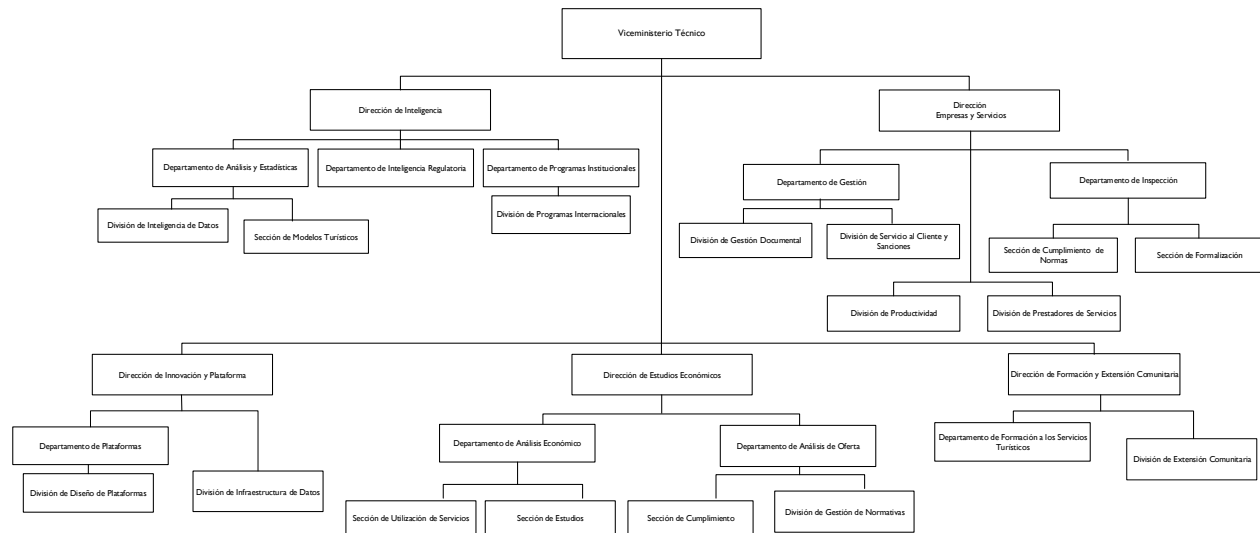 Viceministerio Técnico
Dirección de Inteligencia
Dirección
Empresas y Servicios
Departamento de Análisis y Estadísticas
Departamento de Inteligencia Regulatoria
Departamento de Programas Institucionales
Departamento de Gestión
Departamento de Inspección
División de Inteligencia de Datos
Sección de Modelos Turísticos
División de Programas Internacionales
División de Gestión Documental
División de Servicio al Cliente y
Sanciones
Sección de Cumplimiento de
Normas
Sección de Formalización
División de Productividad
División de Prestadores de Servicios
Dirección de Innovación y Plataforma
Dirección de Estudios Económicos
Dirección de Formación y Extensión Comunitaria
Departamento de Plataformas
Departamento de Análisis Económico
Departamento de Análisis de Oferta
Departamento de Formación a los Servicios
Turísticos
División de Extensión Comunitaria
División de Diseño de Plataformas
División de Infraestructura de Datos
Sección de Utilización de Servicios
Sección de Estudios
Sección de Cumplimiento
División de Gestión de Normativas